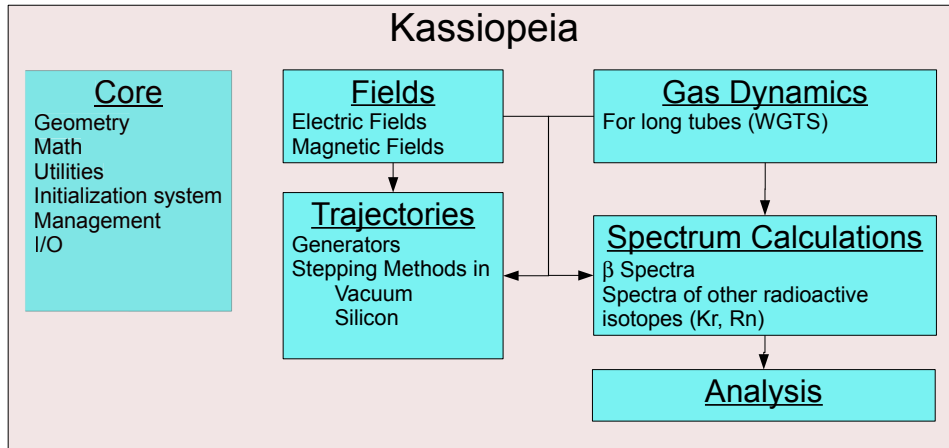 Kassiopeia
Core
Geometry
Math
Utilities
Initialization system
Management
I/O
Fields
Electric Fields
Magnetic Fields
Trajectories
Generators
Stepping Methods in
Vacuum
Silicon
Gas Dynamics
For long tubes (WGTS)
Spectrum Calculations
β Spectra
Spectra of other radioactive
isotopes (Kr, Rn)
Analysis